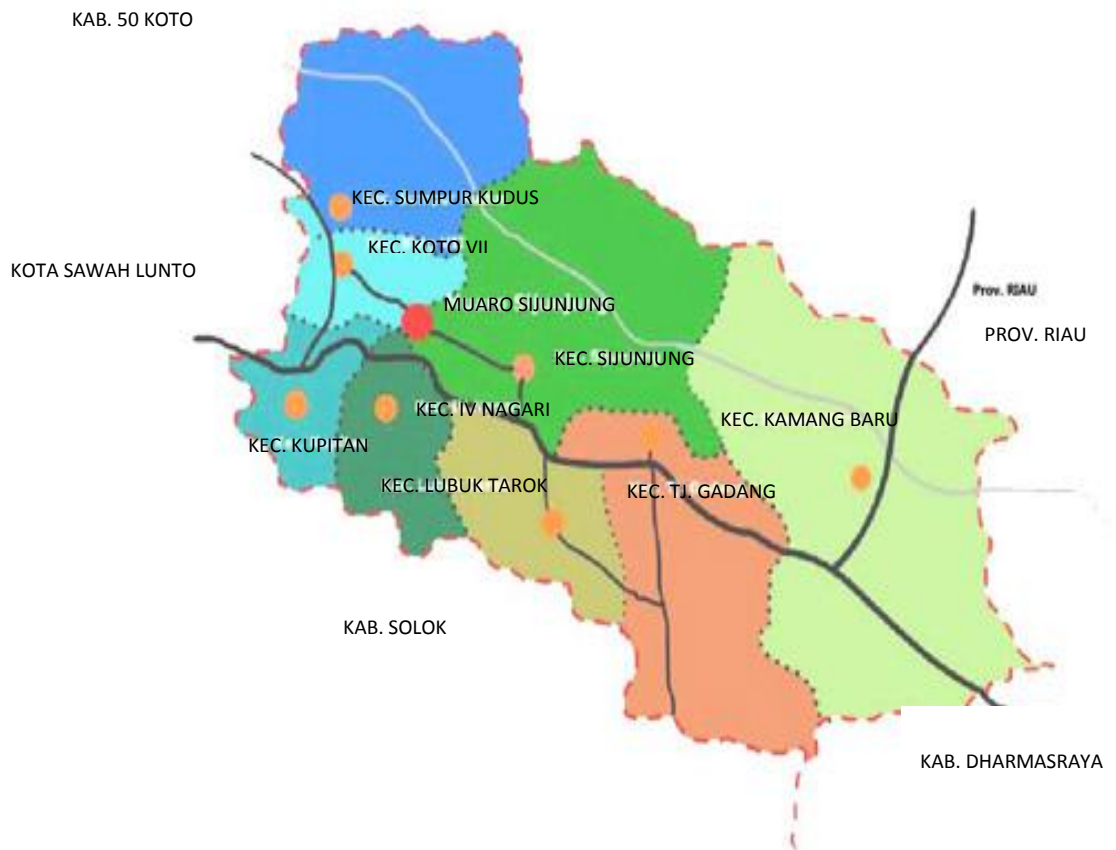 KAB. 50 KOTO
KEC. SUMPUR KUDUS
KEC. KOTO VII
KOTA SAWAH LUNTO
Prov. RIAU
MUARO SIJUNJUNG
PROV. RIAU
KEC. SIJUNJUNG
KEC. IV NAGARI
KEC. KAMANG BARU
KEC. KUPITAN
KEC. LUBUK TAROK
KEC. TJ. GADANG
KAB. SOLOK
KAB. DHARMASRAYA